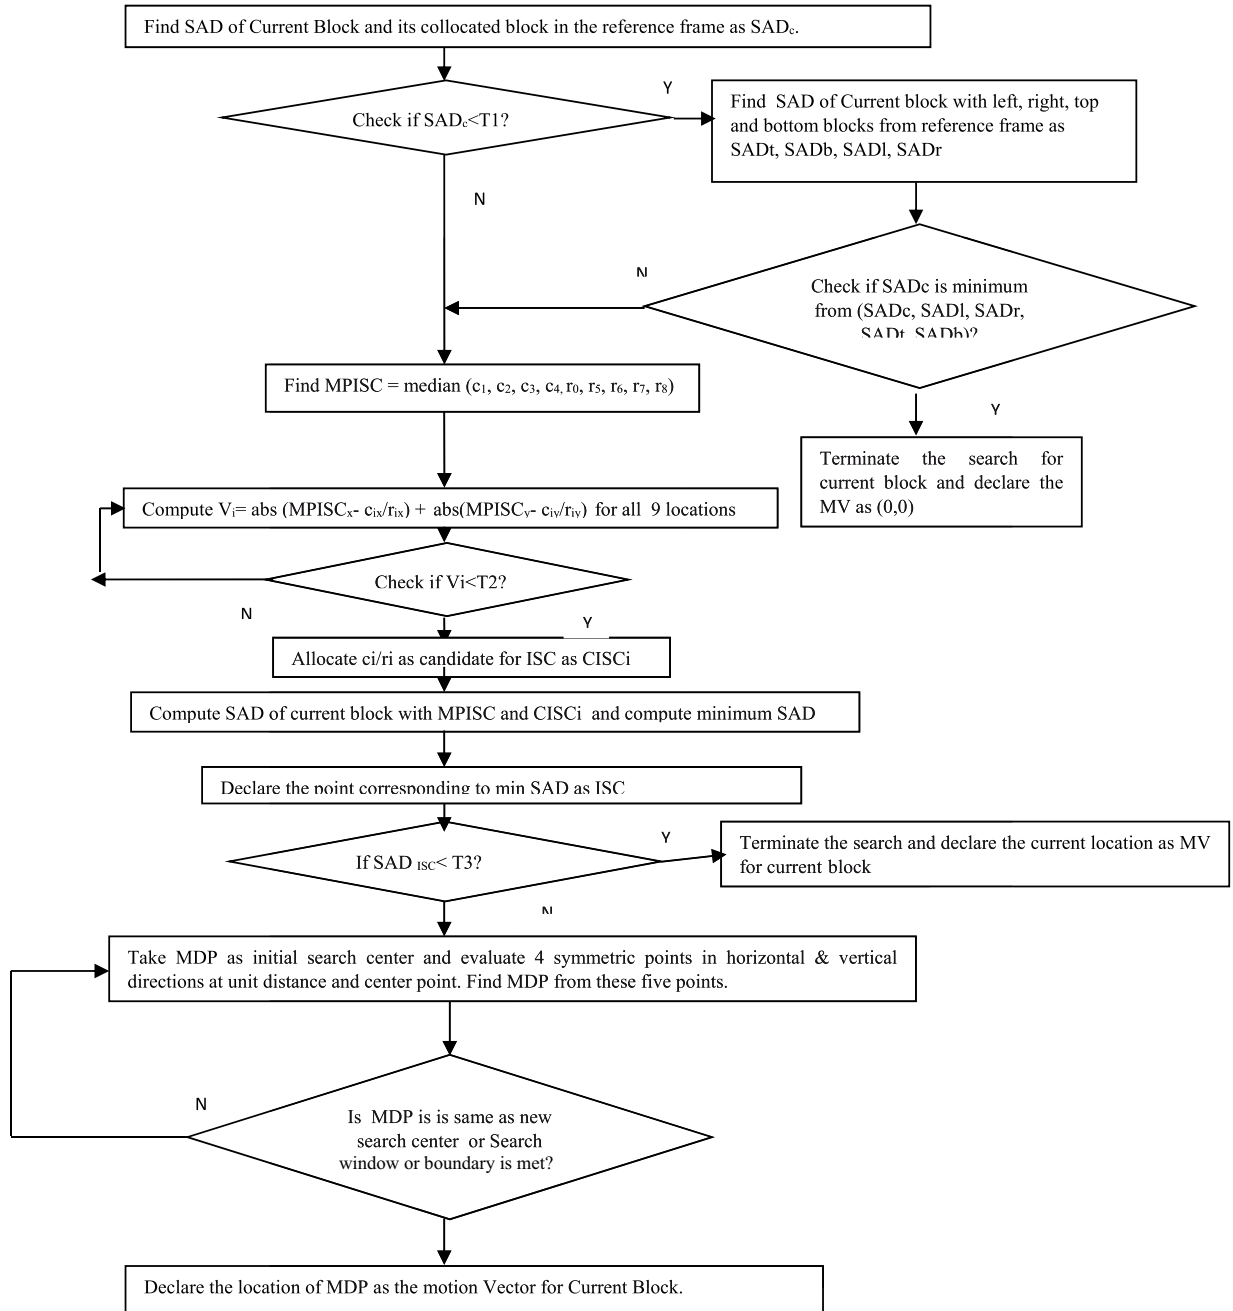 Find SAD of Current Block and its collocated block in the reference frame as SADc.
Y
Check if SADc<T1?
Find SAD of Current block with left, right, top
and bottom blocks from reference frame as
SADt, SADb, SADl, SADr
N
N
Check if SADc is minimum
from (SADc, SADl, SADr,
SADt, SADb)?
Find MPISC = median (c1, c2, c3, c4, r0, r5, r6, r7, r8)
Y
Terminate the search for
current block and declare the
MV as (0,0)
Compute Vi= abs (MPISCx- cix/rix) + abs(MPISCy- ciy/riy) for all 9 locations
Check if Vi<T2?
N
Y
Allocate ci/ri as candidate for ISC as CISCi
Compute SAD of current block with MPISC and CISCi and compute minimum SAD
Declare the point corresponding to min SAD as ISC
Y
If SAD ISC< T3?
Terminate the search and declare the current location as MV
for current block
N
Take MDP as initial search center and evaluate 4 symmetric points in horizontal & vertical
directions at unit distance and center point. Find MDP from these five points.
N
Is MDP is is same as new
search center or Search
window or boundary is met?
Declare the location of MDP as the motion Vector for Current Block.